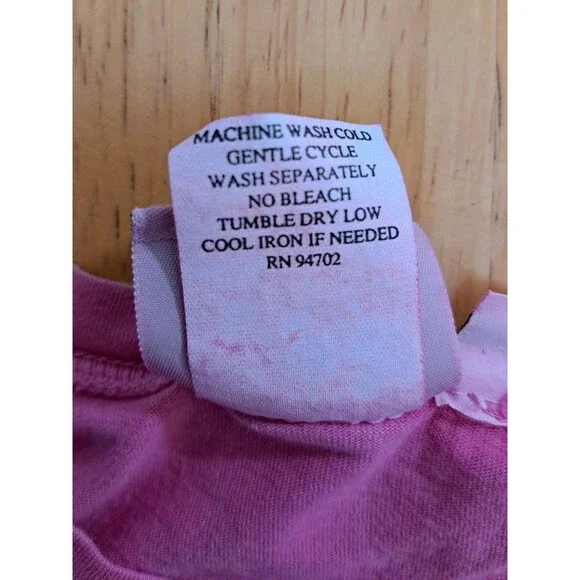 MACHINE WASH COLD
GENTLE CYCLE
WASH SEPARATELY
NO BLEACH
TUMBLE DRY LOW
COOL IRON IF NEEDED
RN 94702